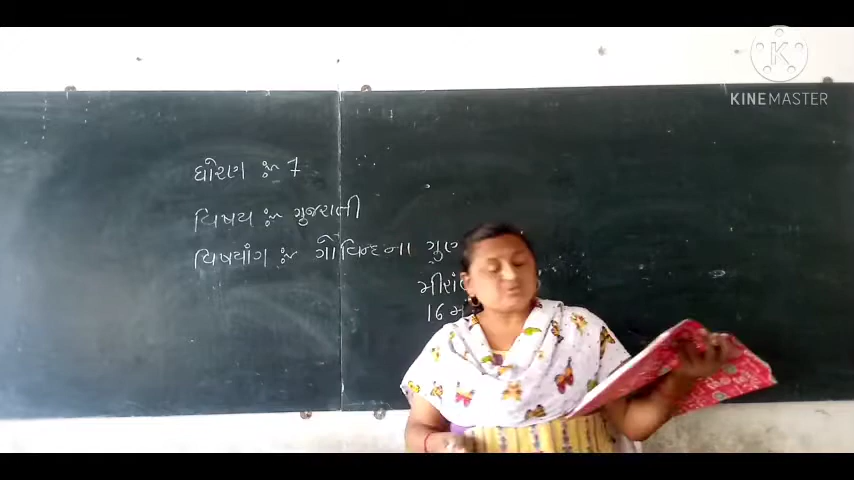 ધોરણ ઃ 7
વિષય ઃ ગુજરાતી
વિષયાંગ ઃ ગોવિન્દના
16
KINEMASTER